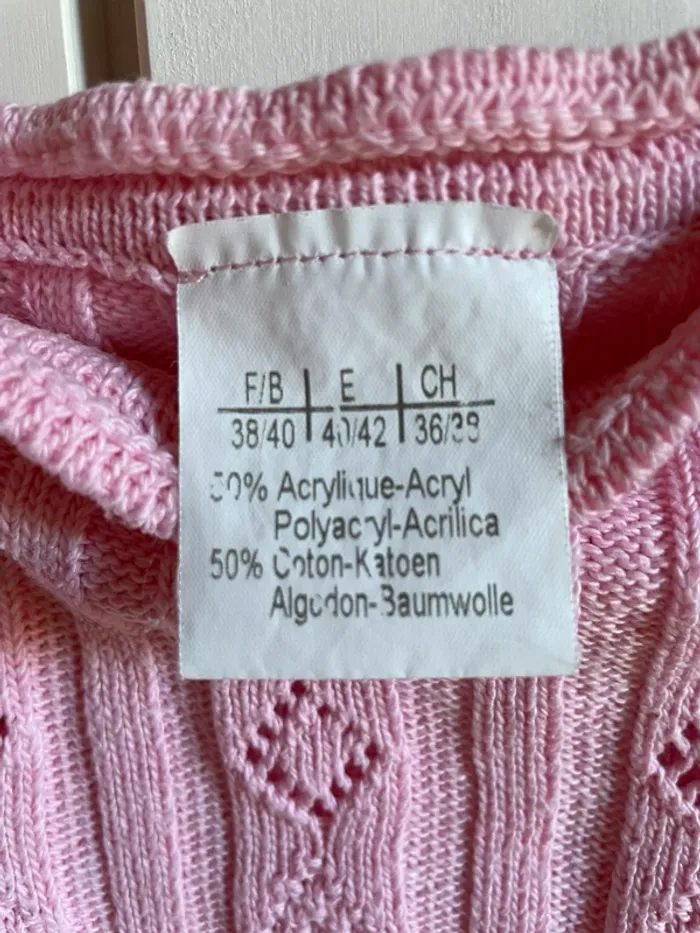 F/B E CH
38/40 40/42 36/38
50% Acrylique-Acryl
Polyacryl-Acrilica
50% Coton-Katoen
Algodon-Baumwolle